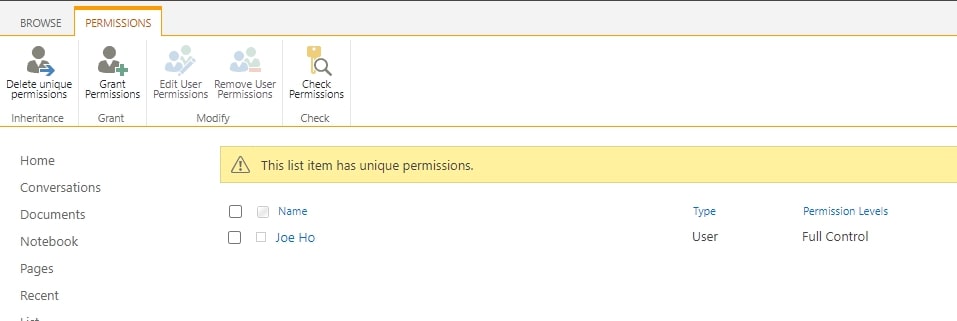 BROWSE PERMISSIONS
Delete unique Grant Edit User Remove User Check
permissions Permissions Permissions Permissions Permissions
Inheritance Grant Modify Check
Home
This list item has unique permissions.
Conversations
Documents
Name Type Permission Levels
Notebook
Joe Ho User Full Control
Pages
Recent